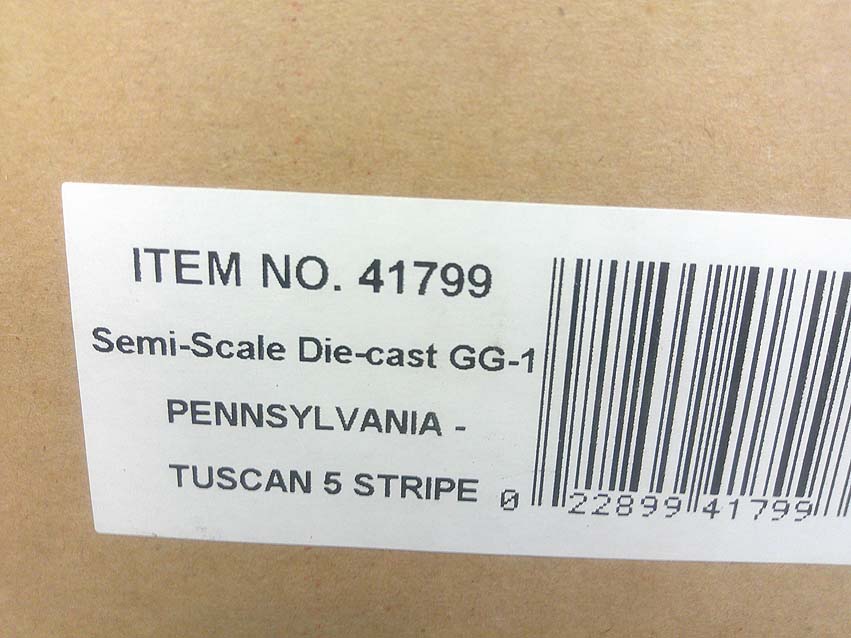 ITEM NO. 41799
Semi-Scale Die-cast GG-1
PENNSYLVANIA -
TUSCAN 5 STRIPE
0 22899 41799